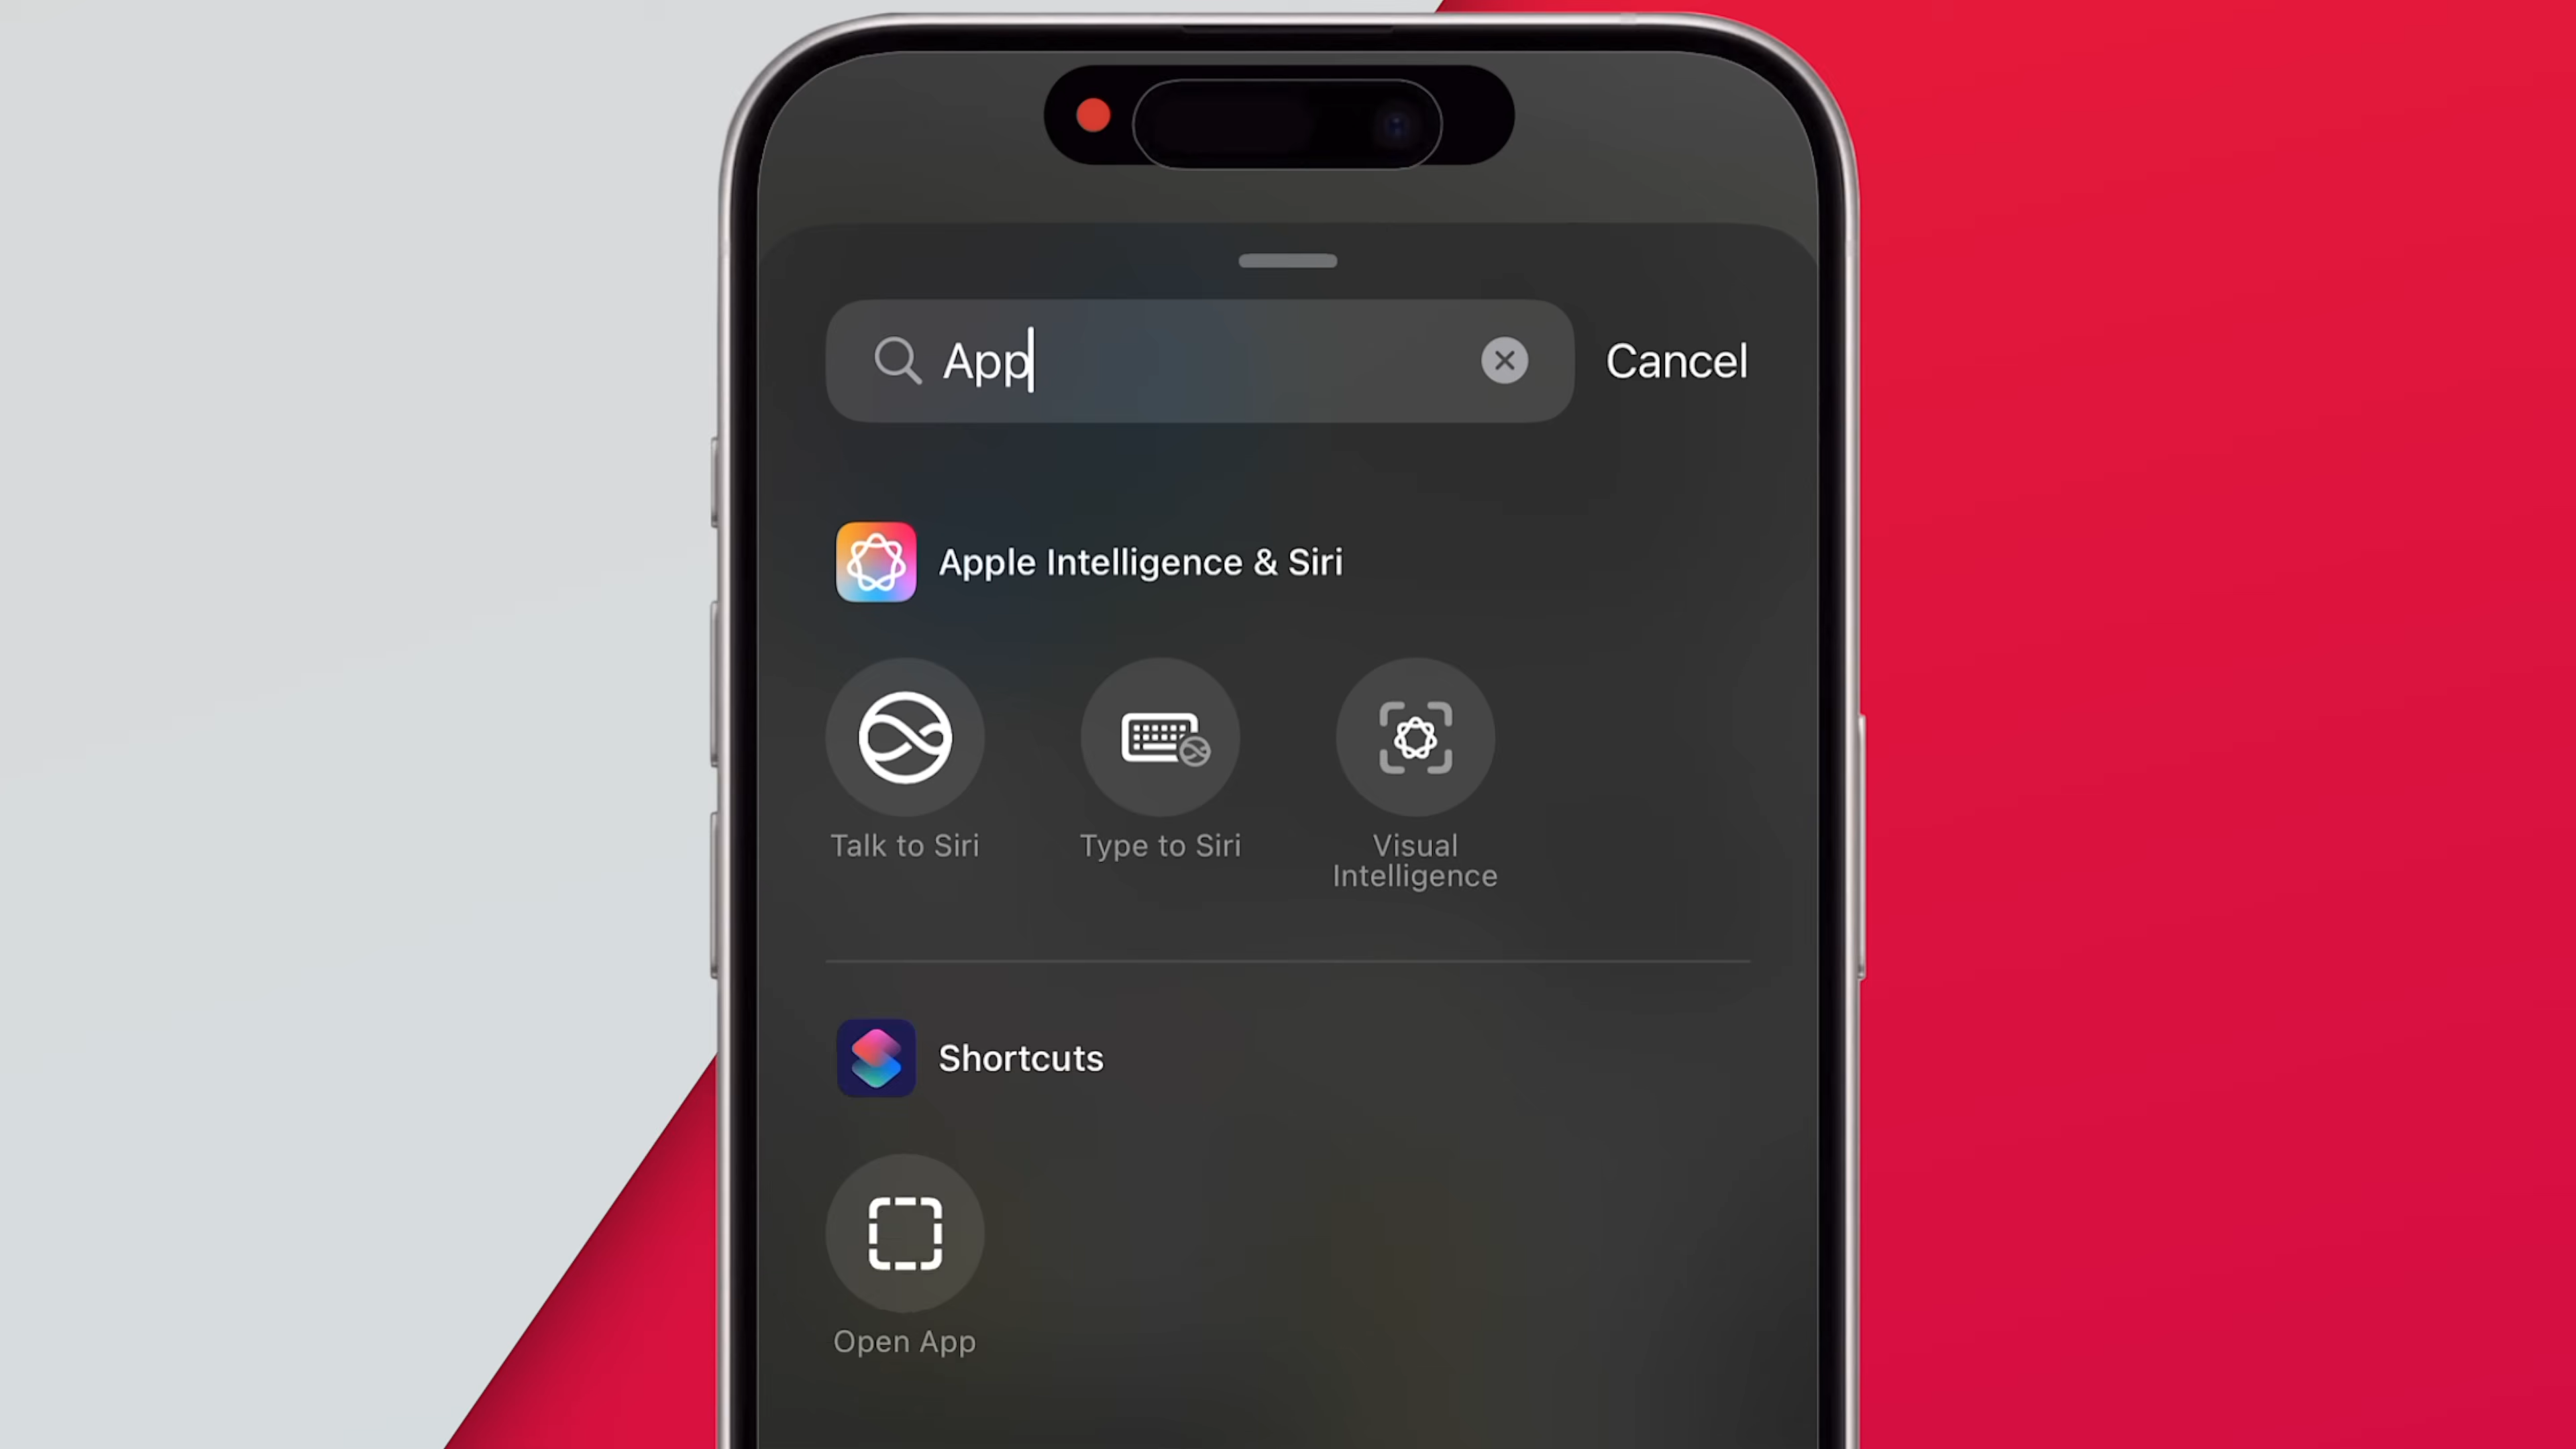 App
Cancel
Apple Intelligence & Siri
Talk to Siri
Type to Siri
Visual
Intelligence
Shortcuts
Open App